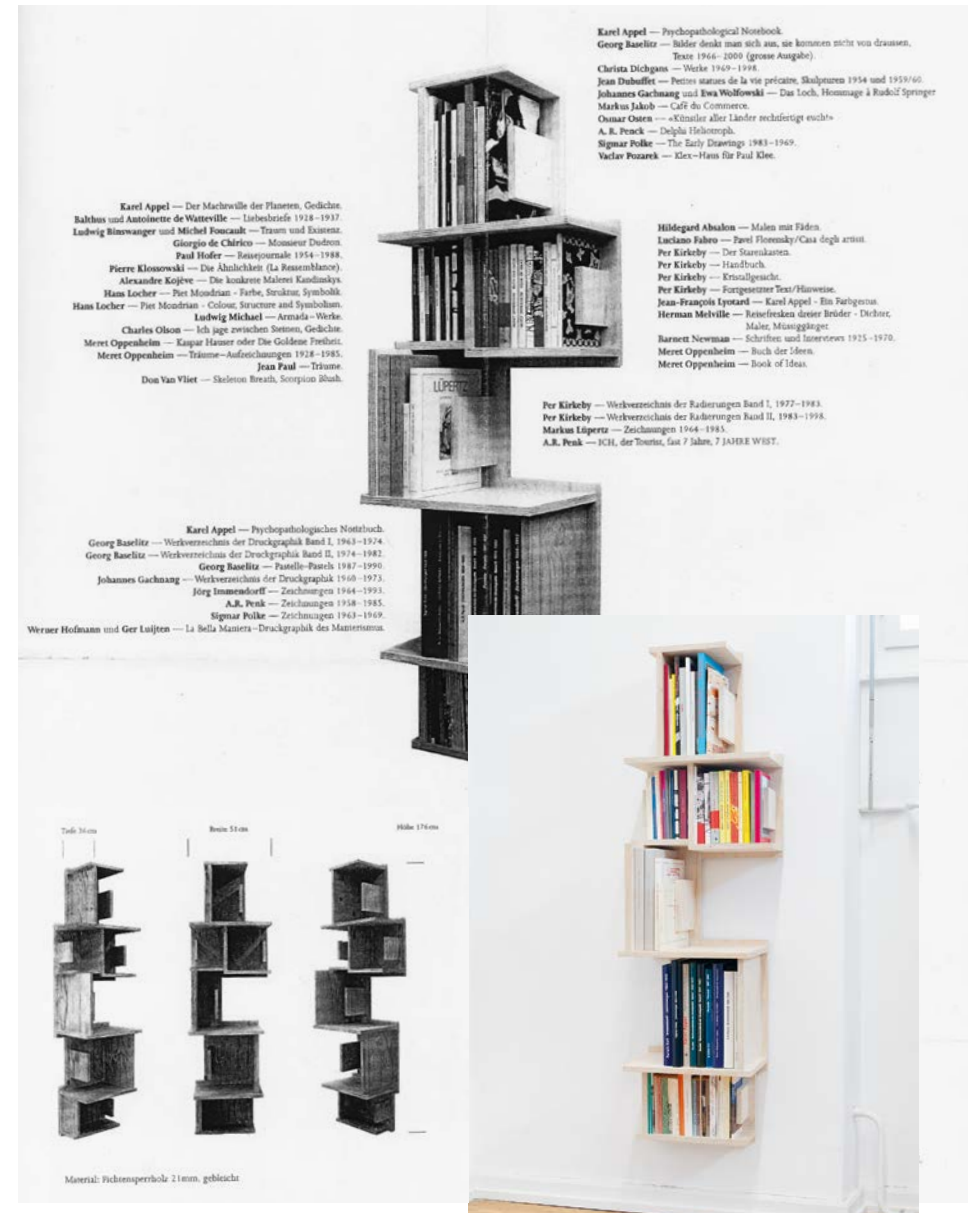 Karel Appel — Psychopathological Notebook.
Georg Baselitz — Bilder denkt man sich aus, sie kommen nicht von draussen,
Texte 1966–2000 (grosse Ausgabe).
Christa Dichgans — Werke 1969–1998.
Jean Dubuffet — Petites statues de la vie précaire, Skulpturen 1954 und 1959/60.
Johannes Gachnang und Ewa Wolfowski — Das Loch, Hommage à Rudolf Springer
Markus Jakob — Café du Commerce.
Osmar Osten — «Künstler aller Länder rechtfertigt euch!»
A. R. Penck — Delphi Heliotroph.
Sigmar Polke — The Early Drawings 1983–1969.
Vaclav Pozarek — Klex–Haus für Paul Klee.
Karel Appel — Der Machtwille der Planeten, Gedichte.
Balthus und Antoinette de Watteville — Liebesbriefe 1928–1937.
Ludwig Binswanger und Michel Foucault — Traum und Existenz.
Giorgio de Chirico — Monsieur Dudron.
Paul Hofer — Reisejournale 1954–1988.
Pierre Klossowski — Die Ähnlichkeit (La Ressemblance).
Alexandre Kojève — Die konkrete Malerei Kandinskys.
Hans Locher — Piet Mondrian - Farbe, Struktur, Symbolik.
Hans Locher — Piet Mondrian - Colour, Structure and Symbolism.
Ludwig Michael — Armada–Werke.
Charles Olson — Ich jage zwischen Steinen, Gedichte.
Meret Oppenheim — Kaspar Hauser oder Die Goldene Freiheit.
Meret Oppenheim — Träume–Aufzeichnungen 1928–1985.
Jean Paul — Träume.
Don Van Vliet — Skeleton Breath, Scorpion Blush.
Hildegard Absalon — Malen mit Fäden.
Luciano Fabro — Pavel Florensky/Casa degli artisti.
Per Kirkeby — Der Starenkasten.
Per Kirkeby — Handbuch.
Per Kirkeby — Kristallgesicht.
Per Kirkeby — Fortgesetzter Text/Hinweise.
Jean-François Lyotard — Karel Appel - Ein Farbgestus.
Herman Melville — Reisefresken dreier Brüder - Dichter,
Maler, Müssiggänger.
Barnett Newman — Schriften und Interviews 1925–1970.
Meret Oppenheim — Buch der Ideen.
Meret Oppenheim — Book of Ideas.
LÜPERTZ
Per Kirkeby — Werkverzeichnis der Radierungen Band I, 1977–1983.
Per Kirkeby — Werkverzeichnis der Radierungen Band II, 1983–1998.
Markus Lüpertz — Zeichnungen 1964–1985.
A.R. Penk — ICH, der Tourist, fast 7 Jahre, 7 JAHRE WEST.
Karel Appel — Psychopathologisches Notizbuch.
Georg Baselitz — Werkverzeichnis der Druckgraphik Band I, 1963–1974.
Georg Baselitz — Werkverzeichnis der Druckgraphik Band II, 1974–1982.
Georg Baselitz — Pastelle–Pastels 1987–1990.
Johannes Gachnang — Werkverzeichnis der Druckgraphik 1960–1973.
Jörg Immendorff — Zeichnungen 1964–1993.
A.R. Penk — Zeichnungen 1958–1985.
Sigmar Polke — Zeichnungen 1963–1969.
Werner Hofmann und Ger Luijten — La Bella Maniera–Druckgraphik des Manierismus.
Tiefe 36cm
Breite 51cm
Höhe 176cm
Material: Fichtensperrholz 21mm, gebleicht